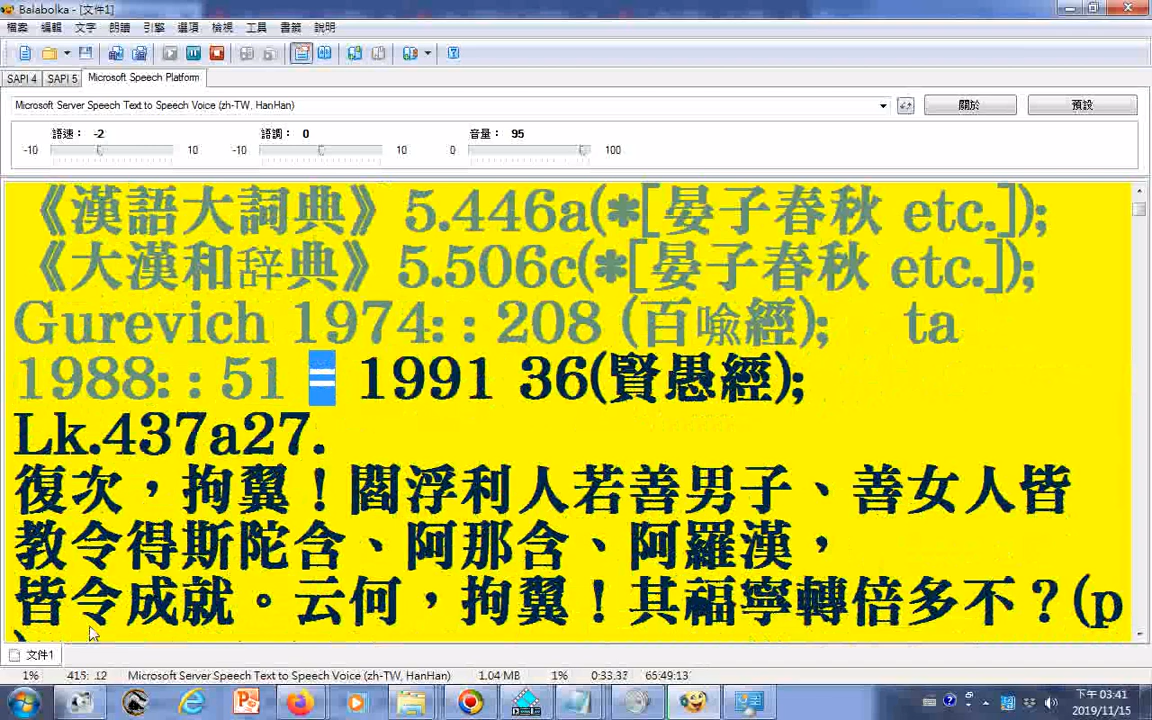 Balabolka - [文件1]
檔案 編輯 文字 朗讀 引擎 選項 檢視 工具 書籤 說明
SAPI 4 SAPI 5 Microsoft Speech Platform
Microsoft Server Speech Text to Speech Voice (zh-TW, HanHan) 關於 預設
語速： -2 語調： 0 音量： 95
-10 10 -10 10 0 100
《漢語大詞典》5.446a(*[晏子春秋 etc.]);
《大漢和辞典》5.506c(*[晏子春秋 etc.]);
Gurevich 1974: : 208 (百喩經); ta
1988: : 51 = 1991 36(賢愚經);
Lk.437a27.
復次，拘翼！閻浮利人若善男子、善女人皆
教令得斯陀含、阿那含、阿羅漢，
皆令成就。云何，拘翼！其福寧轉倍多不？(p
文件1
1% 415: 12 Microsoft Server Speech Text to Speech Voice (zh-TW, HanHan) 1.04 MB 1% 0:33.33 65:49:13
下午 03:41
2019/11/15